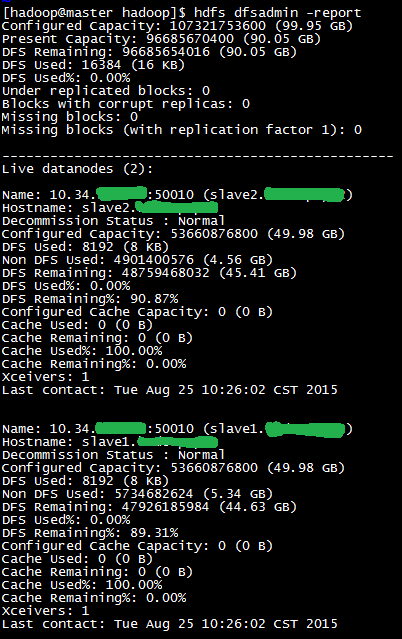 [hadoop@master hadoop]$ hdfs dfsadmin -report
Configured Capacity: 107321753600 (99.95 GB)
Present Capacity: 96685670400 (90.05 GB)
DFS Remaining: 96685654016 (90.05 GB)
DFS Used: 16384 (16 KB)
DFS Used%: 0.00%
Under replicated blocks: 0
Blocks with corrupt replicas: 0
Missing blocks: 0
Missing blocks (with replication factor 1): 0
-------------------------------------------------
Live datanodes (2):
Name: 10.34. :50010 (slave2. )
Hostname: slave2.
Decommission Status : Normal
Configured Capacity: 53660876800 (49.98 GB)
DFS Used: 8192 (8 KB)
Non DFS Used: 4901400576 (4.56 GB)
DFS Remaining: 48759468032 (45.41 GB)
DFS Used%: 0.00%
DFS Remaining%: 90.87%
Configured Cache Capacity: 0 (0 B)
Cache Used: 0 (0 B)
Cache Remaining: 0 (0 B)
Cache Used%: 100.00%
Cache Remaining%: 0.00%
Xceivers: 1
Last contact: Tue Aug 25 10:26:02 CST 2015
Name: 10.34. :50010 (slave1. )
Hostname: slave1.
Decommission Status : Normal
Configured Capacity: 53660876800 (49.98 GB)
DFS Used: 8192 (8 KB)
Non DFS Used: 5734682624 (5.34 GB)
DFS Remaining: 47926185984 (44.63 GB)
DFS Used%: 0.00%
DFS Remaining%: 89.31%
Configured Cache Capacity: 0 (0 B)
Cache Used: 0 (0 B)
Cache Remaining: 0 (0 B)
Cache Used%: 100.00%
Cache Remaining%: 0.00%
Xceivers: 1
Last contact: Tue Aug 25 10:26:02 CST 2015